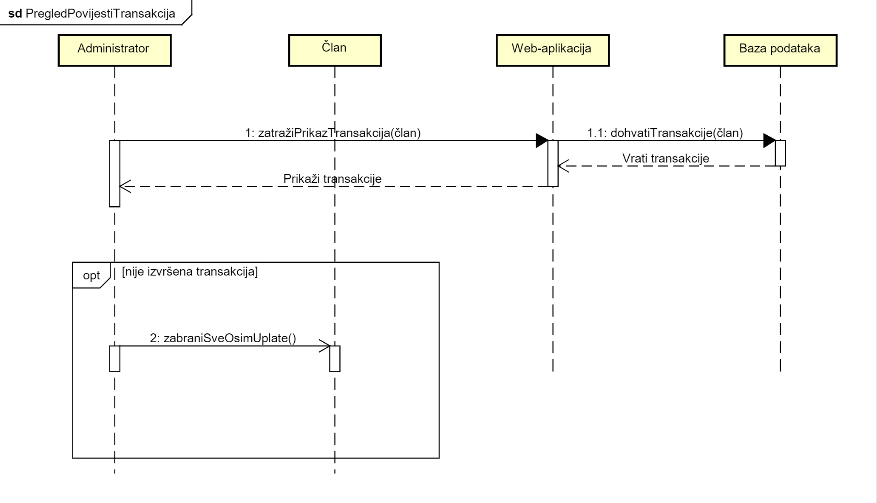 sd PregledPovijestiTransakcija
Administrator
Član
Web-aplikacija
Baza podataka
1: zatražiPrikazTransakcija(član)
1.1: dohvatiTransakcije(član)
Vrati transakcije
Prikaži transakcije
opt
[nije izvršena transakcija]
2: zabraniSveOsimUplate()